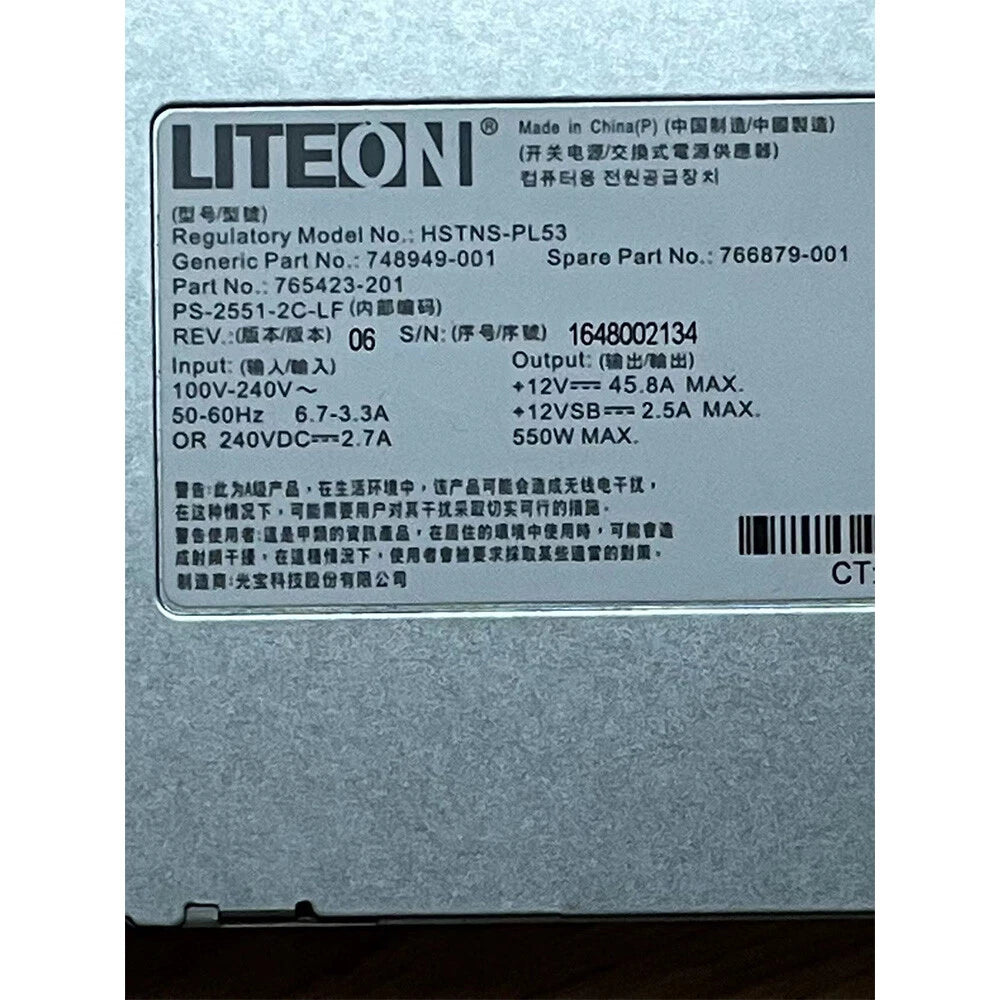 LITEON®
Made in China(P) (中国制造/中國製造)
(开关电源/交換式電源供應器)
컴퓨터용 전원공급장치
(型号/型號)
Regulatory Model No.: HSTNS-PL53
Generic Part No.: 748949-001 Spare Part No.: 766879-001
Part No.: 765423-201
PS-2551-2C-LF (内部编码)
REV.:(版本/版本) 06 S/N: (序号/序號) 1648002134
Input: (输入/輸入)
100V-240V～
50-60Hz 6.7-3.3A
OR 240VDC⎓2.7A
Output: (输出/輸出)
+12V⎓ 45.8A MAX.
+12VSB⎓ 2.5A MAX.
550W MAX.
警告:此为A级产品，在生活环境中，该产品可能会造成无线电干扰，
在这种情况下，可能需要用户对其干扰采取切实可行的措施。
警告使用者:這是甲類的資訊產品，在居住的環境中使用時，可能會造
成射頻干擾，在這種情況下，使用者會被要求採取某些適當的對策。
制造商:光宝科技股份有限公司
CT: